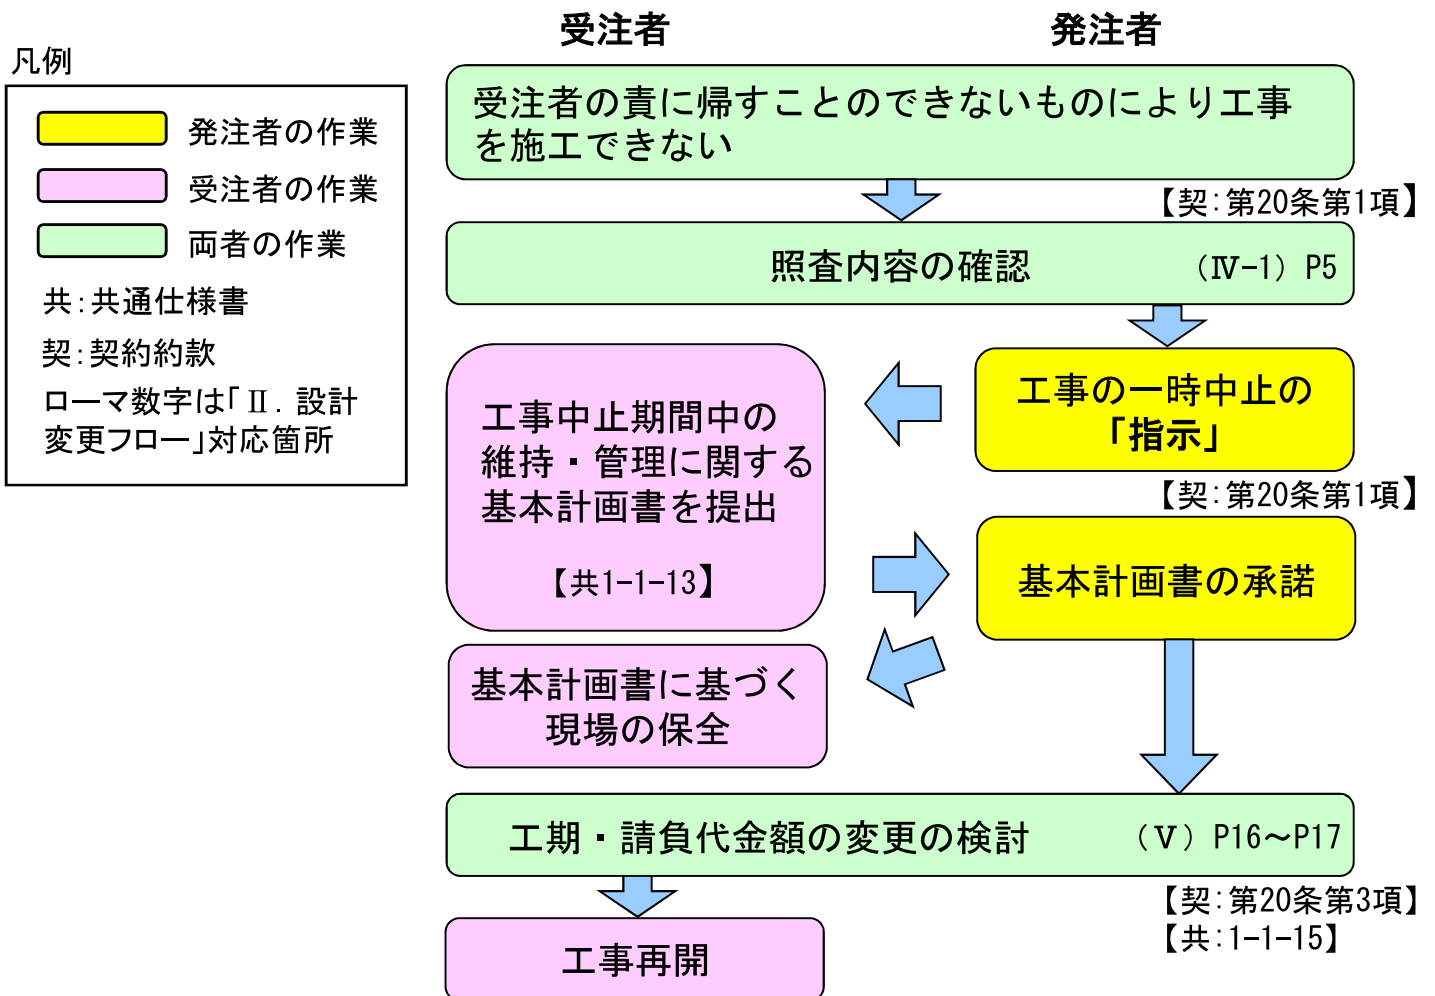 受注者
発注者
凡例
発注者の作業
受注者の作業
両者の作業
共：共通仕様書
契：契約約款
ローマ数字は「Ⅱ．設計
変更フロー」対応箇所
受注者の責に帰すことのできないものにより工事
を施工できない
【契：第20条第1項】
照査内容の確認
（Ⅳ-1）P5
工事の一時中止の
「指示」
【契：第20条第1項】
工事中止期間中の
維持・管理に関する
基本計画書を提出
【共1-1-13】
基本計画書の承諾
基本計画書に基づく
現場の保全
工期・請負代金額の変更の検討
（Ⅴ）P16～P17
【契：第20条第3項】
【共：1-1-15】
工事再開